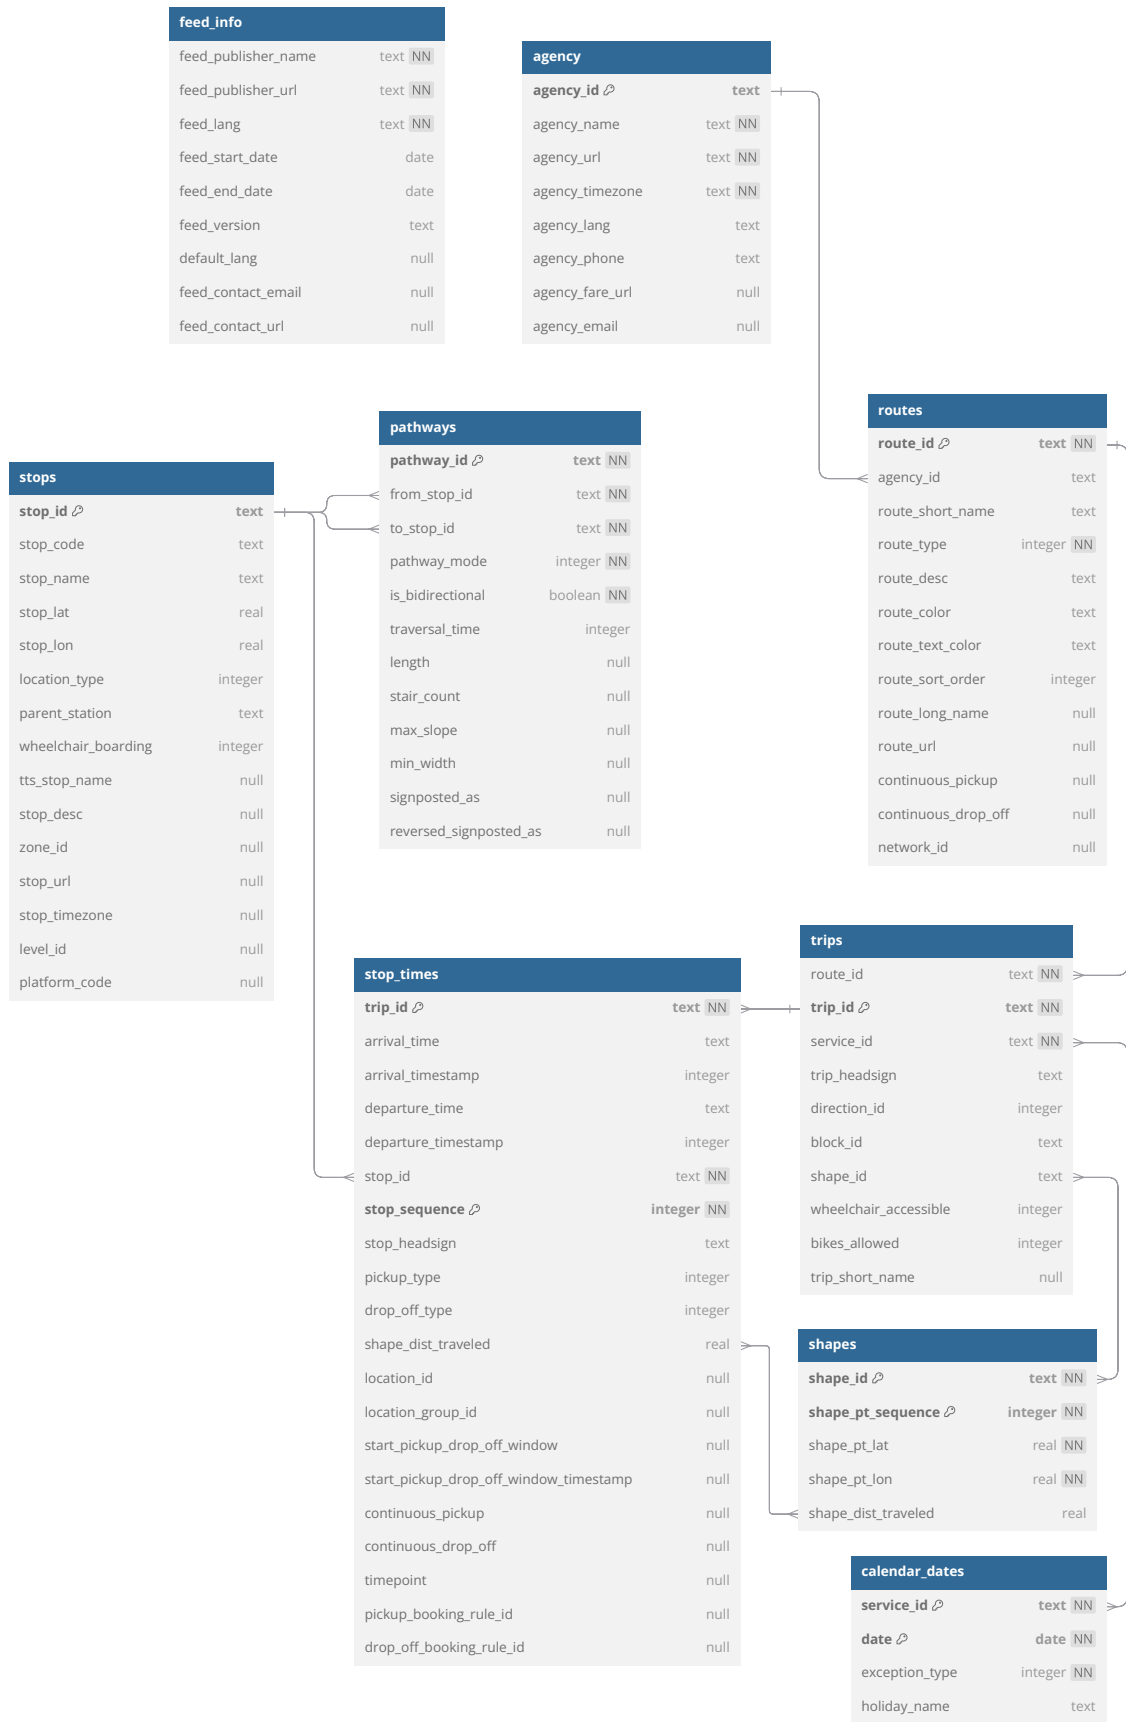 feed_info
feed_publisher_name text NN
feed_publisher_url text NN
feed_lang text NN
feed_start_date date
feed_end_date date
feed_version text
default_lang null
feed_contact_email null
feed_contact_url null
agency
agency_id text
agency_name text NN
agency_url text NN
agency_timezone text NN
agency_lang text
agency_phone text
agency_fare_url null
agency_email null
routes
route_id text NN
agency_id text
route_short_name text
route_type integer NN
route_desc text
route_color text
route_text_color text
route_sort_order integer
route_long_name null
route_url null
continuous_pickup null
continuous_drop_off null
network_id null
pathways
pathway_id text NN
from_stop_id text NN
to_stop_id text NN
pathway_mode integer NN
is_bidirectional boolean NN
traversal_time integer
length null
stair_count null
max_slope null
min_width null
signposted_as null
reversed_signposted_as null
stops
stop_id text
stop_code text
stop_name text
stop_lat real
stop_lon real
location_type integer
parent_station text
wheelchair_boarding integer
tts_stop_name null
stop_desc null
zone_id null
stop_url null
stop_timezone null
level_id null
platform_code null
stop_times
trip_id text NN
arrival_time text
arrival_timestamp integer
departure_time text
departure_timestamp integer
stop_id text NN
stop_sequence integer NN
stop_headsign text
pickup_type integer
drop_off_type integer
shape_dist_traveled real
location_id null
location_group_id null
start_pickup_drop_off_window null
start_pickup_drop_off_window_timestamp null
continuous_pickup null
continuous_drop_off null
timepoint null
pickup_booking_rule_id null
drop_off_booking_rule_id null
trips
route_id text NN
trip_id text NN
service_id text NN
trip_headsign text
direction_id integer
block_id text
shape_id text
wheelchair_accessible integer
bikes_allowed integer
trip_short_name null
shapes
shape_id text NN
shape_pt_sequence integer NN
shape_pt_lat real NN
shape_pt_lon real NN
shape_dist_traveled real
calendar_dates
service_id text NN
date date NN
exception_type integer NN
holiday_name text